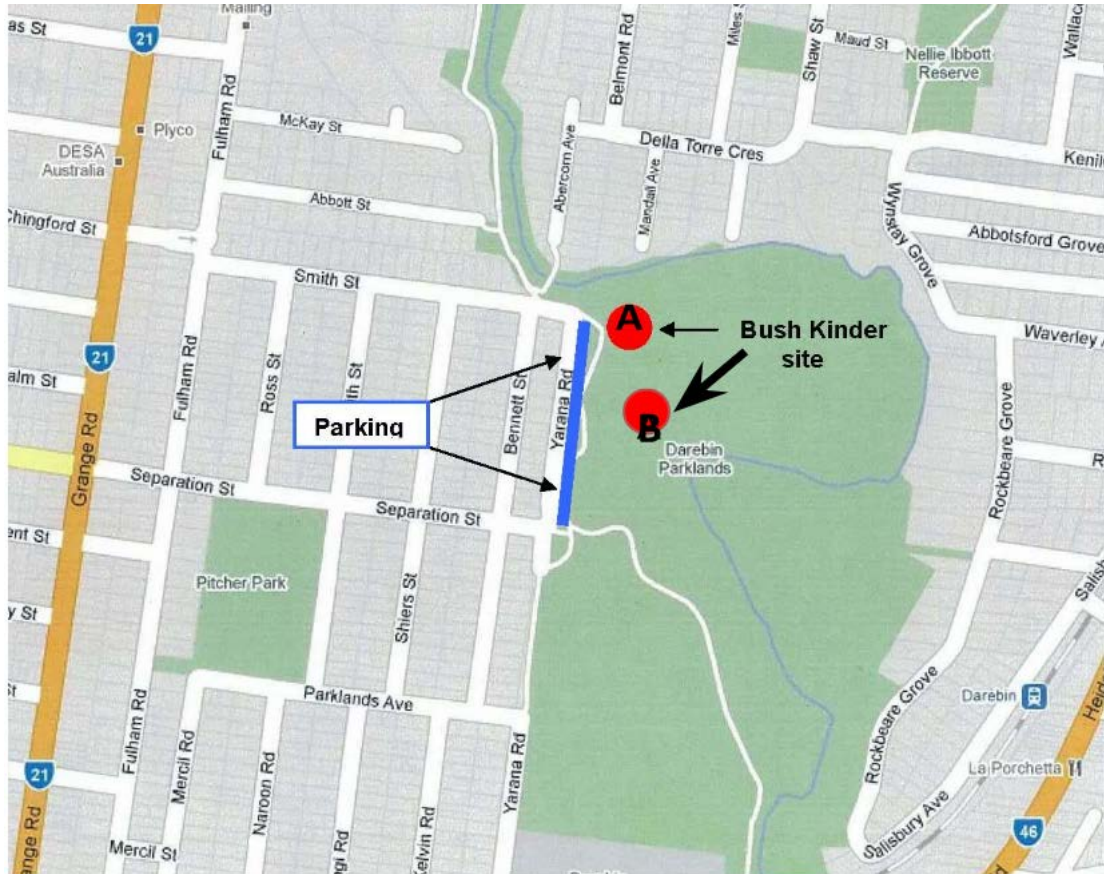 Mailing
as St
21
Fulham Rd
Plyco
DESA
Australia
McKay St
Abbott St
Chingford St
Smith St
Belmont Rd
Abercorn Ave
Mandall Ave
Miles S
Della Torre Cres
Shaw St
Maud St
Nellie Ibbott
Reserve
Wallac
Kenil
Wynstay Grove
Abbotsford Grove
Waverley A
A
Bush Kinder
site
B
Darebin
Parklands
Parking
21
alm St
Grange Rd
Fulham Rd
Ross St
th St
Bennett St
Yarana Rd
Separation St
Separation St
Rockbeare Grove
R
ent St
Pitcher Park
Shiers St
y St
St
Parklands Ave
Salisb
Darebin
Heid
La Porchetta
Rockbeare Grove
Salisbury Ave
46
21
Fulham Rd
Mercil Rd
Naroon Rd
gi Rd
Kelvin Rd
Yarana Rd
Mercil St
ange Rd